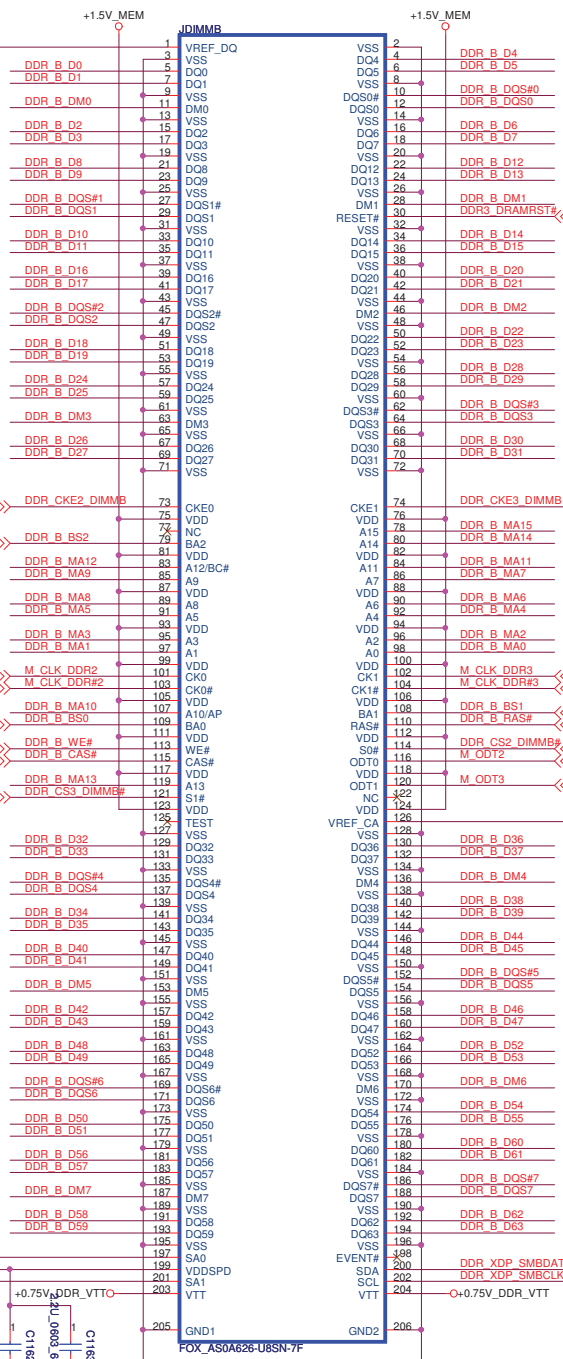 +1.5V_MEM +1.5V_MEM
JDIMMB
1 VREF_DQ VSS 2
3 VSS DQ4 4 DDR_B_D4
DDR_B_D0 5 DQ0 DQ5 6 DDR_B_D5
DDR_B_D1 7 DQ1 VSS 8
9 VSS DQS0# 10 DDR_B_DQS#0
DDR_B_DM0 11 DM0 DQS0 12 DDR_B_DQS0
13 VSS VSS 14
DDR_B_D2 15 DQ2 DQ6 16 DDR_B_D6
DDR_B_D3 17 DQ3 DQ7 18 DDR_B_D7
19 VSS VSS 20
DDR_B_D8 21 DQ8 DQ12 22 DDR_B_D12
DDR_B_D9 23 DQ9 DQ13 24 DDR_B_D13
25 VSS VSS 26
DDR_B_DQS#1 27 DQS1# DM1 28 DDR_B_DM1
DDR_B_DQS1 29 DQS1 RESET# 30 DDR3_DRAMRST#
31 VSS VSS 32
DDR_B_D10 33 DQ10 DQ14 34 DDR_B_D14
DDR_B_D11 35 DQ11 DQ15 36 DDR_B_D15
37 VSS VSS 38
DDR_B_D16 39 DQ16 DQ20 40 DDR_B_D20
DDR_B_D17 41 DQ17 DQ21 42 DDR_B_D21
43 VSS VSS 44
DDR_B_DQS#2 45 DQS2# DM2 46 DDR_B_DM2
DDR_B_DQS2 47 DQS2 VSS 48
49 VSS DQ22 50 DDR_B_D22
DDR_B_D18 51 DQ18 DQ23 52 DDR_B_D23
DDR_B_D19 53 DQ19 VSS 54
55 VSS DQ28 56 DDR_B_D28
DDR_B_D24 57 DQ24 DQ29 58 DDR_B_D29
DDR_B_D25 59 DQ25 VSS 60
61 VSS DQS3# 62 DDR_B_DQS#3
DDR_B_DM3 63 DM3 DQS3 64 DDR_B_DQS3
65 VSS VSS 66
DDR_B_D26 67 DQ26 DQ30 68 DDR_B_D30
DDR_B_D27 69 DQ27 DQ31 70 DDR_B_D31
71 VSS VSS 72
DDR_CKE2_DIMMB 73 CKE0 CKE1 74 DDR_CKE3_DIMMB
75 VDD VDD 76
77 NC A15 78 DDR_B_MA15
DDR_B_BS2 79 BA2 A14 80 DDR_B_MA14
81 VDD VDD 82
DDR_B_MA12 83 A12/BC# A11 84 DDR_B_MA11
DDR_B_MA9 85 A9 A7 86 DDR_B_MA7
87 VDD VDD 88
DDR_B_MA8 89 A8 A6 90 DDR_B_MA6
DDR_B_MA5 91 A5 A4 92 DDR_B_MA4
93 VDD VDD 94
DDR_B_MA3 95 A3 A2 96 DDR_B_MA2
DDR_B_MA1 97 A1 A0 98 DDR_B_MA0
99 VDD VDD 100
M_CLK_DDR2 101 CK0 CK1 102 M_CLK_DDR3
M_CLK_DDR#2 103 CK0# CK1# 104 M_CLK_DDR#3
105 VDD VDD 106
DDR_B_MA10 107 A10/AP BA1 108 DDR_B_BS1
DDR_B_BS0 109 BA0 RAS# 110 DDR_B_RAS#
111 VDD VDD 112
DDR_B_WE# 113 WE# S0# 114 DDR_CS2_DIMMB#
DDR_B_CAS# 115 CAS# ODT0 116 M_ODT2
117 VDD VDD 118
DDR_B_MA13 119 A13 ODT1 120 M_ODT3
DDR_CS3_DIMMB# 121 S1# NC 122
123 VDD VDD 124
125 TEST VREF_CA 126
127 VSS VSS 128
DDR_B_D32 129 DQ32 DQ36 130 DDR_B_D36
DDR_B_D33 131 DQ33 DQ37 132 DDR_B_D37
133 VSS VSS 134
DDR_B_DQS#4 135 DQS4# DM4 136 DDR_B_DM4
DDR_B_DQS4 137 DQS4 VSS 138
139 VSS DQ38 140 DDR_B_D38
DDR_B_D34 141 DQ34 DQ39 142 DDR_B_D39
DDR_B_D35 143 DQ35 VSS 144
145 VSS DQ44 146 DDR_B_D44
DDR_B_D40 147 DQ40 DQ45 148 DDR_B_D45
DDR_B_D41 149 DQ41 VSS 150
151 VSS DQS5# 152 DDR_B_DQS#5
DDR_B_DM5 153 DM5 DQS5 154 DDR_B_DQS5
155 VSS VSS 156
DDR_B_D42 157 DQ42 DQ46 158 DDR_B_D46
DDR_B_D43 159 DQ43 DQ47 160 DDR_B_D47
161 VSS VSS 162
DDR_B_D48 163 DQ48 DQ52 164 DDR_B_D52
DDR_B_D49 165 DQ49 DQ53 166 DDR_B_D53
167 VSS VSS 168
DDR_B_DQS#6 169 DQS6# DM6 170 DDR_B_DM6
DDR_B_DQS6 171 DQS6 VSS 172
173 VSS DQ54 174 DDR_B_D54
DDR_B_D50 175 DQ50 DQ55 176 DDR_B_D55
DDR_B_D51 177 DQ51 VSS 178
179 VSS DQ60 180 DDR_B_D60
DDR_B_D56 181 DQ56 DQ61 182 DDR_B_D61
DDR_B_D57 183 DQ57 VSS 184
185 VSS DQS7# 186 DDR_B_DQS#7
DDR_B_DM7 187 DM7 DQS7 188 DDR_B_DQS7
189 VSS VSS 190
DDR_B_D58 191 DQ58 DQ62 192 DDR_B_D62
DDR_B_D59 193 DQ59 DQ63 194 DDR_B_D63
195 VSS VSS 196
197 SA0 EVENT# 198
199 VDDSPD SDA 200 DDR_XDP_SMBDAT
201 SA1 SCL 202 DDR_XDP_SMBCLK
+0.75V_DDR_VTT 203 VTT VTT 204 +0.75V_DDR_VTT
205 GND1 GND2 206
FOX_AS0A626-U8SN-7F
2.2U_0603_6
1 1